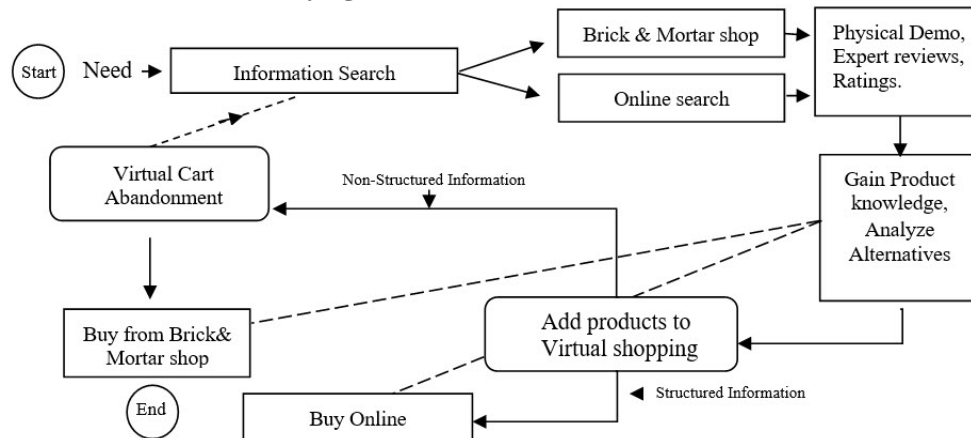 Start
Need
Information Search
Brick & Mortar shop
Online search
Physical Demo,
Expert reviews,
Ratings.
Virtual Cart
Abandonment
Non-Structured Information
Gain Product
knowledge,
Analyze
Alternatives
Buy from Brick&
Mortar shop
Add products to
Virtual shopping
End
Buy Online
Structured Information